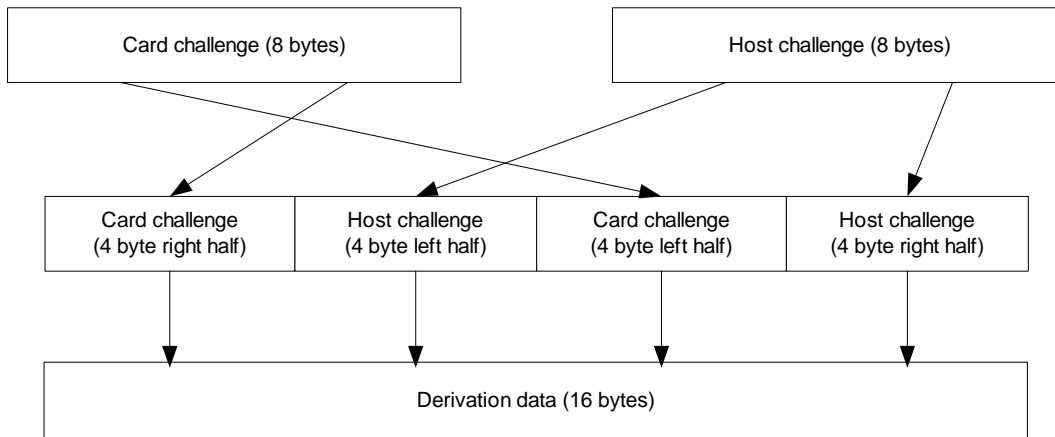 Card challenge (8 bytes)
Host challenge (8 bytes)
Card challenge
(4 byte right half)
Host challenge
(4 byte left half)
Card challenge
(4 byte left half)
Host challenge
(4 byte right half)
Derivation data (16 bytes)